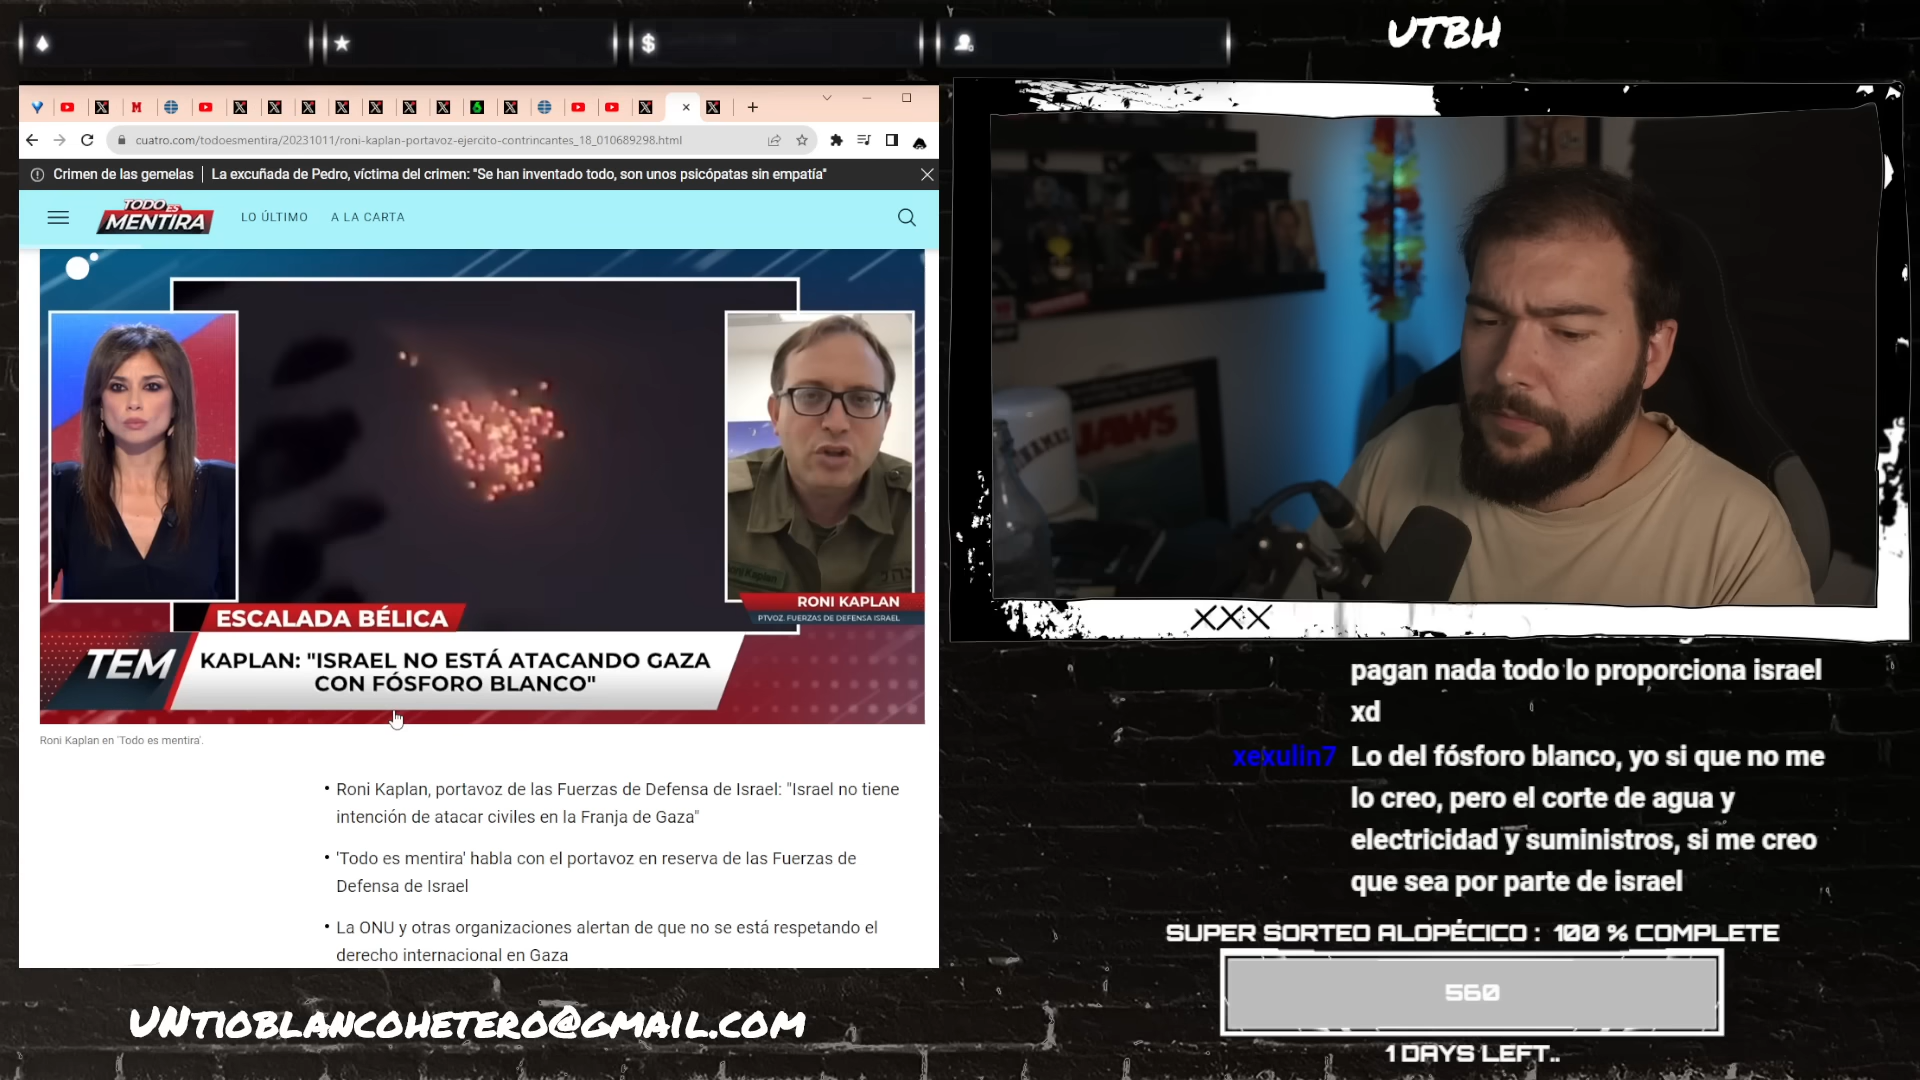 UTBH
cuatro.com/todoesmentira/20231011/roni-kaplan-portavoz-ejercito-contrincantes_18_010689298.html
Crimen de las gemelas | La excuñada de Pedro, víctima del crimen: "Se han inventado todo, son unos psicópatas sin empatía"
TODO ES
MENTIRA
LO ÚLTIMO
A LA CARTA
JAWS
RONI KAPLAN
PTVOZ. FUERZAS DE DEFENSA ISRAEL
ESCALADA BÉLICA
TEM
KAPLAN: "ISRAEL NO ESTÁ ATACANDO GAZA
CON FÓSFORO BLANCO"
Roni Kaplan en 'Todo es mentira'.
• Roni Kaplan, portavoz de las Fuerzas de Defensa de Israel: "Israel no tiene
intención de atacar civiles en la Franja de Gaza"
• 'Todo es mentira' habla con el portavoz en reserva de las Fuerzas de
Defensa de Israel
• La ONU y otras organizaciones alertan de que no se está respetando el
derecho internacional en Gaza
XXX
pagan nada todo lo proporciona israel
xd
xexulin7 Lo del fósforo blanco, yo si que no me
lo creo, pero el corte de agua y
electricidad y suministros, si me creo
que sea por parte de israel
SUPER SORTEO ALOPÉCICO : 100 % COMPLETE
560
1 DAYS LEFT..
UNTIOBLANCOHETERO@GMAIL.COM